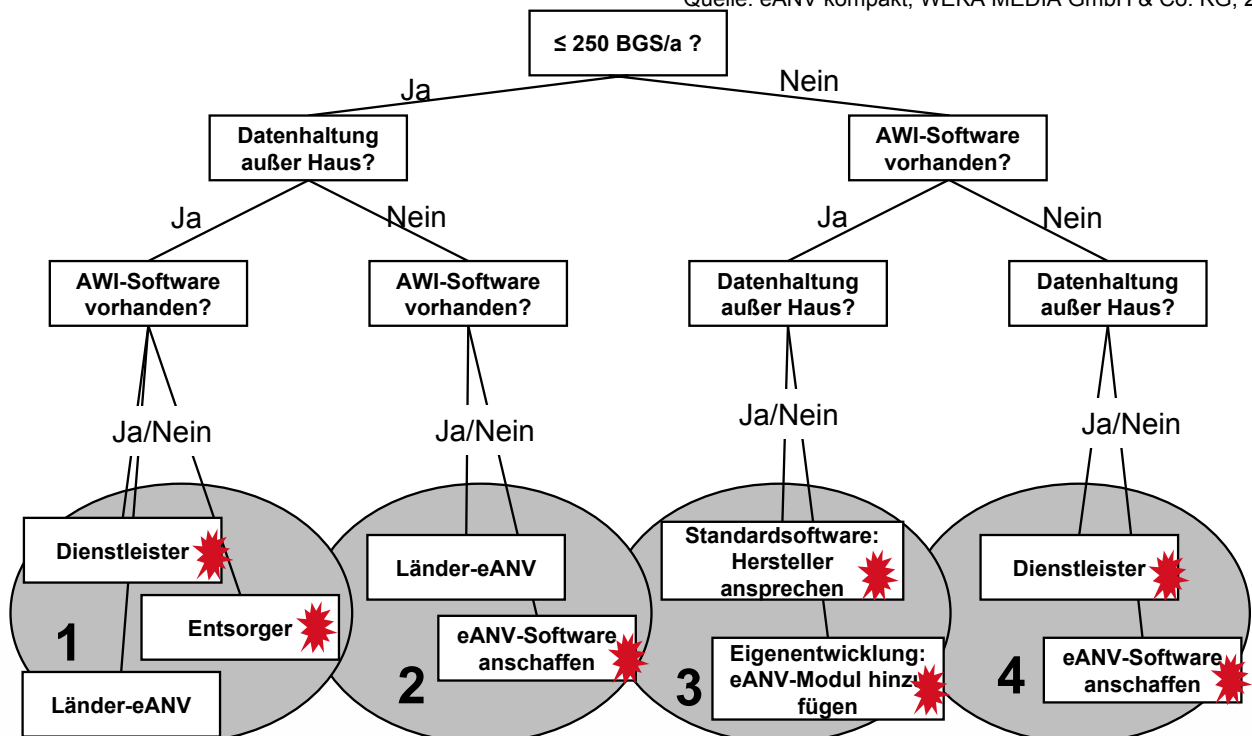 Quelle: eANV kompakt, WEKA MEDIA GmbH & Co. KG, 2
≤ 250 BGS/a ?
Ja
Nein
Datenhaltung
außer Haus?
AWI-Software
vorhanden?
Ja
Nein
Ja
Nein
AWI-Software
vorhanden?
AWI-Software
vorhanden?
Datenhaltung
außer Haus?
Datenhaltung
außer Haus?
Ja/Nein
Ja/Nein
Ja/Nein
Ja/Nein
Dienstleister
Entsorger
1
Länder-eANV
Länder-eANV
eANV-Software
anschaffen
2
Standardsoftware:
Hersteller
ansprechen
Eigenentwicklung:
eANV-Modul hinzu
fügen
3
Dienstleister
eANV-Software
anschaffen
4